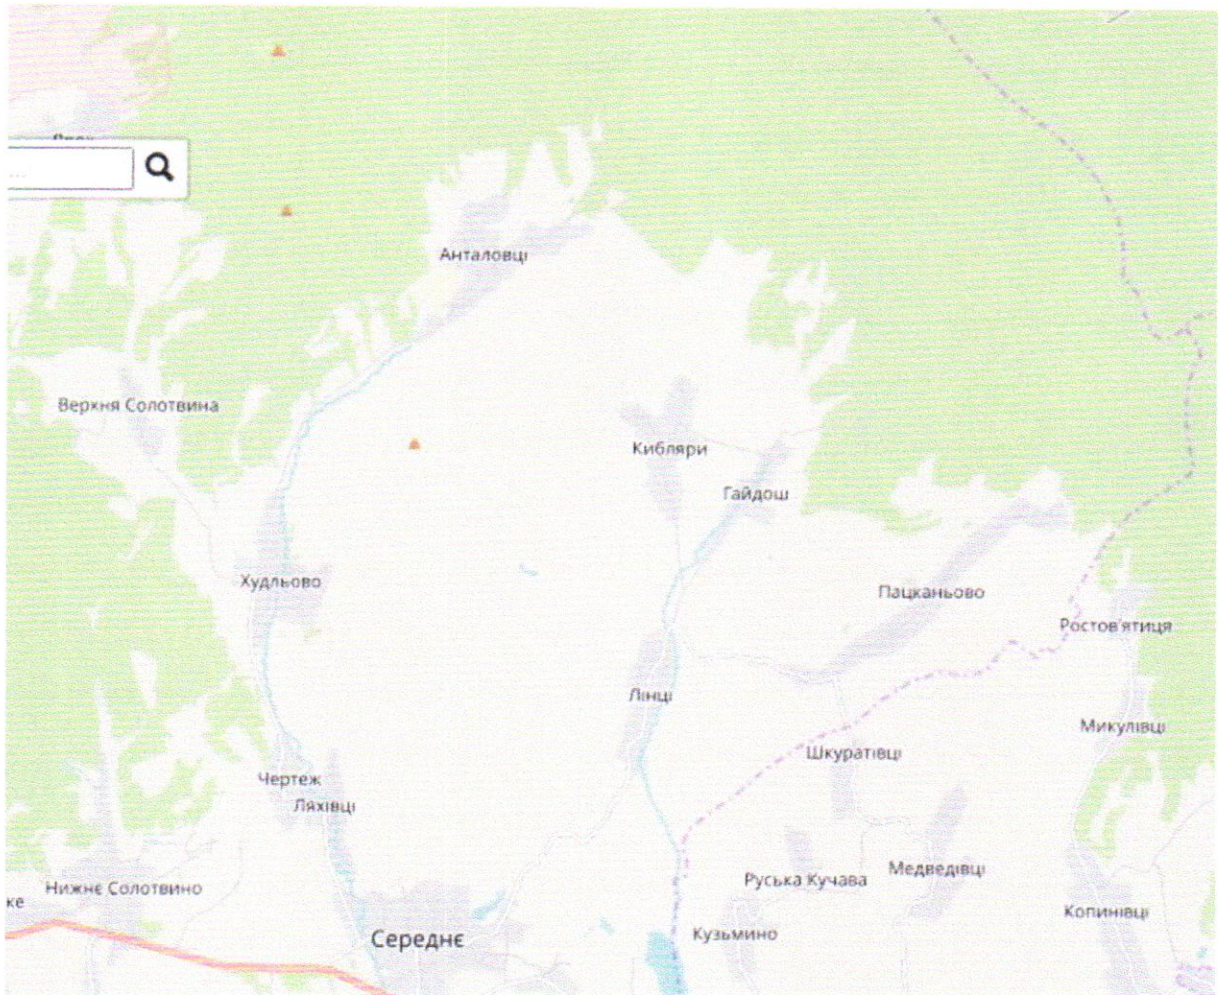 ...
Анталовці
Верхня Солотвина
Кибляри
Гайдош
Худльово
Пацканьово
Ростов'ятиця
Лінці
Микулівці
Шкуратівці
Чертеж
Ляхівці
Медведівці
Руська Кучава
Нижнє Солотвино
ке
Копинівці
Кузьмино
Середнє